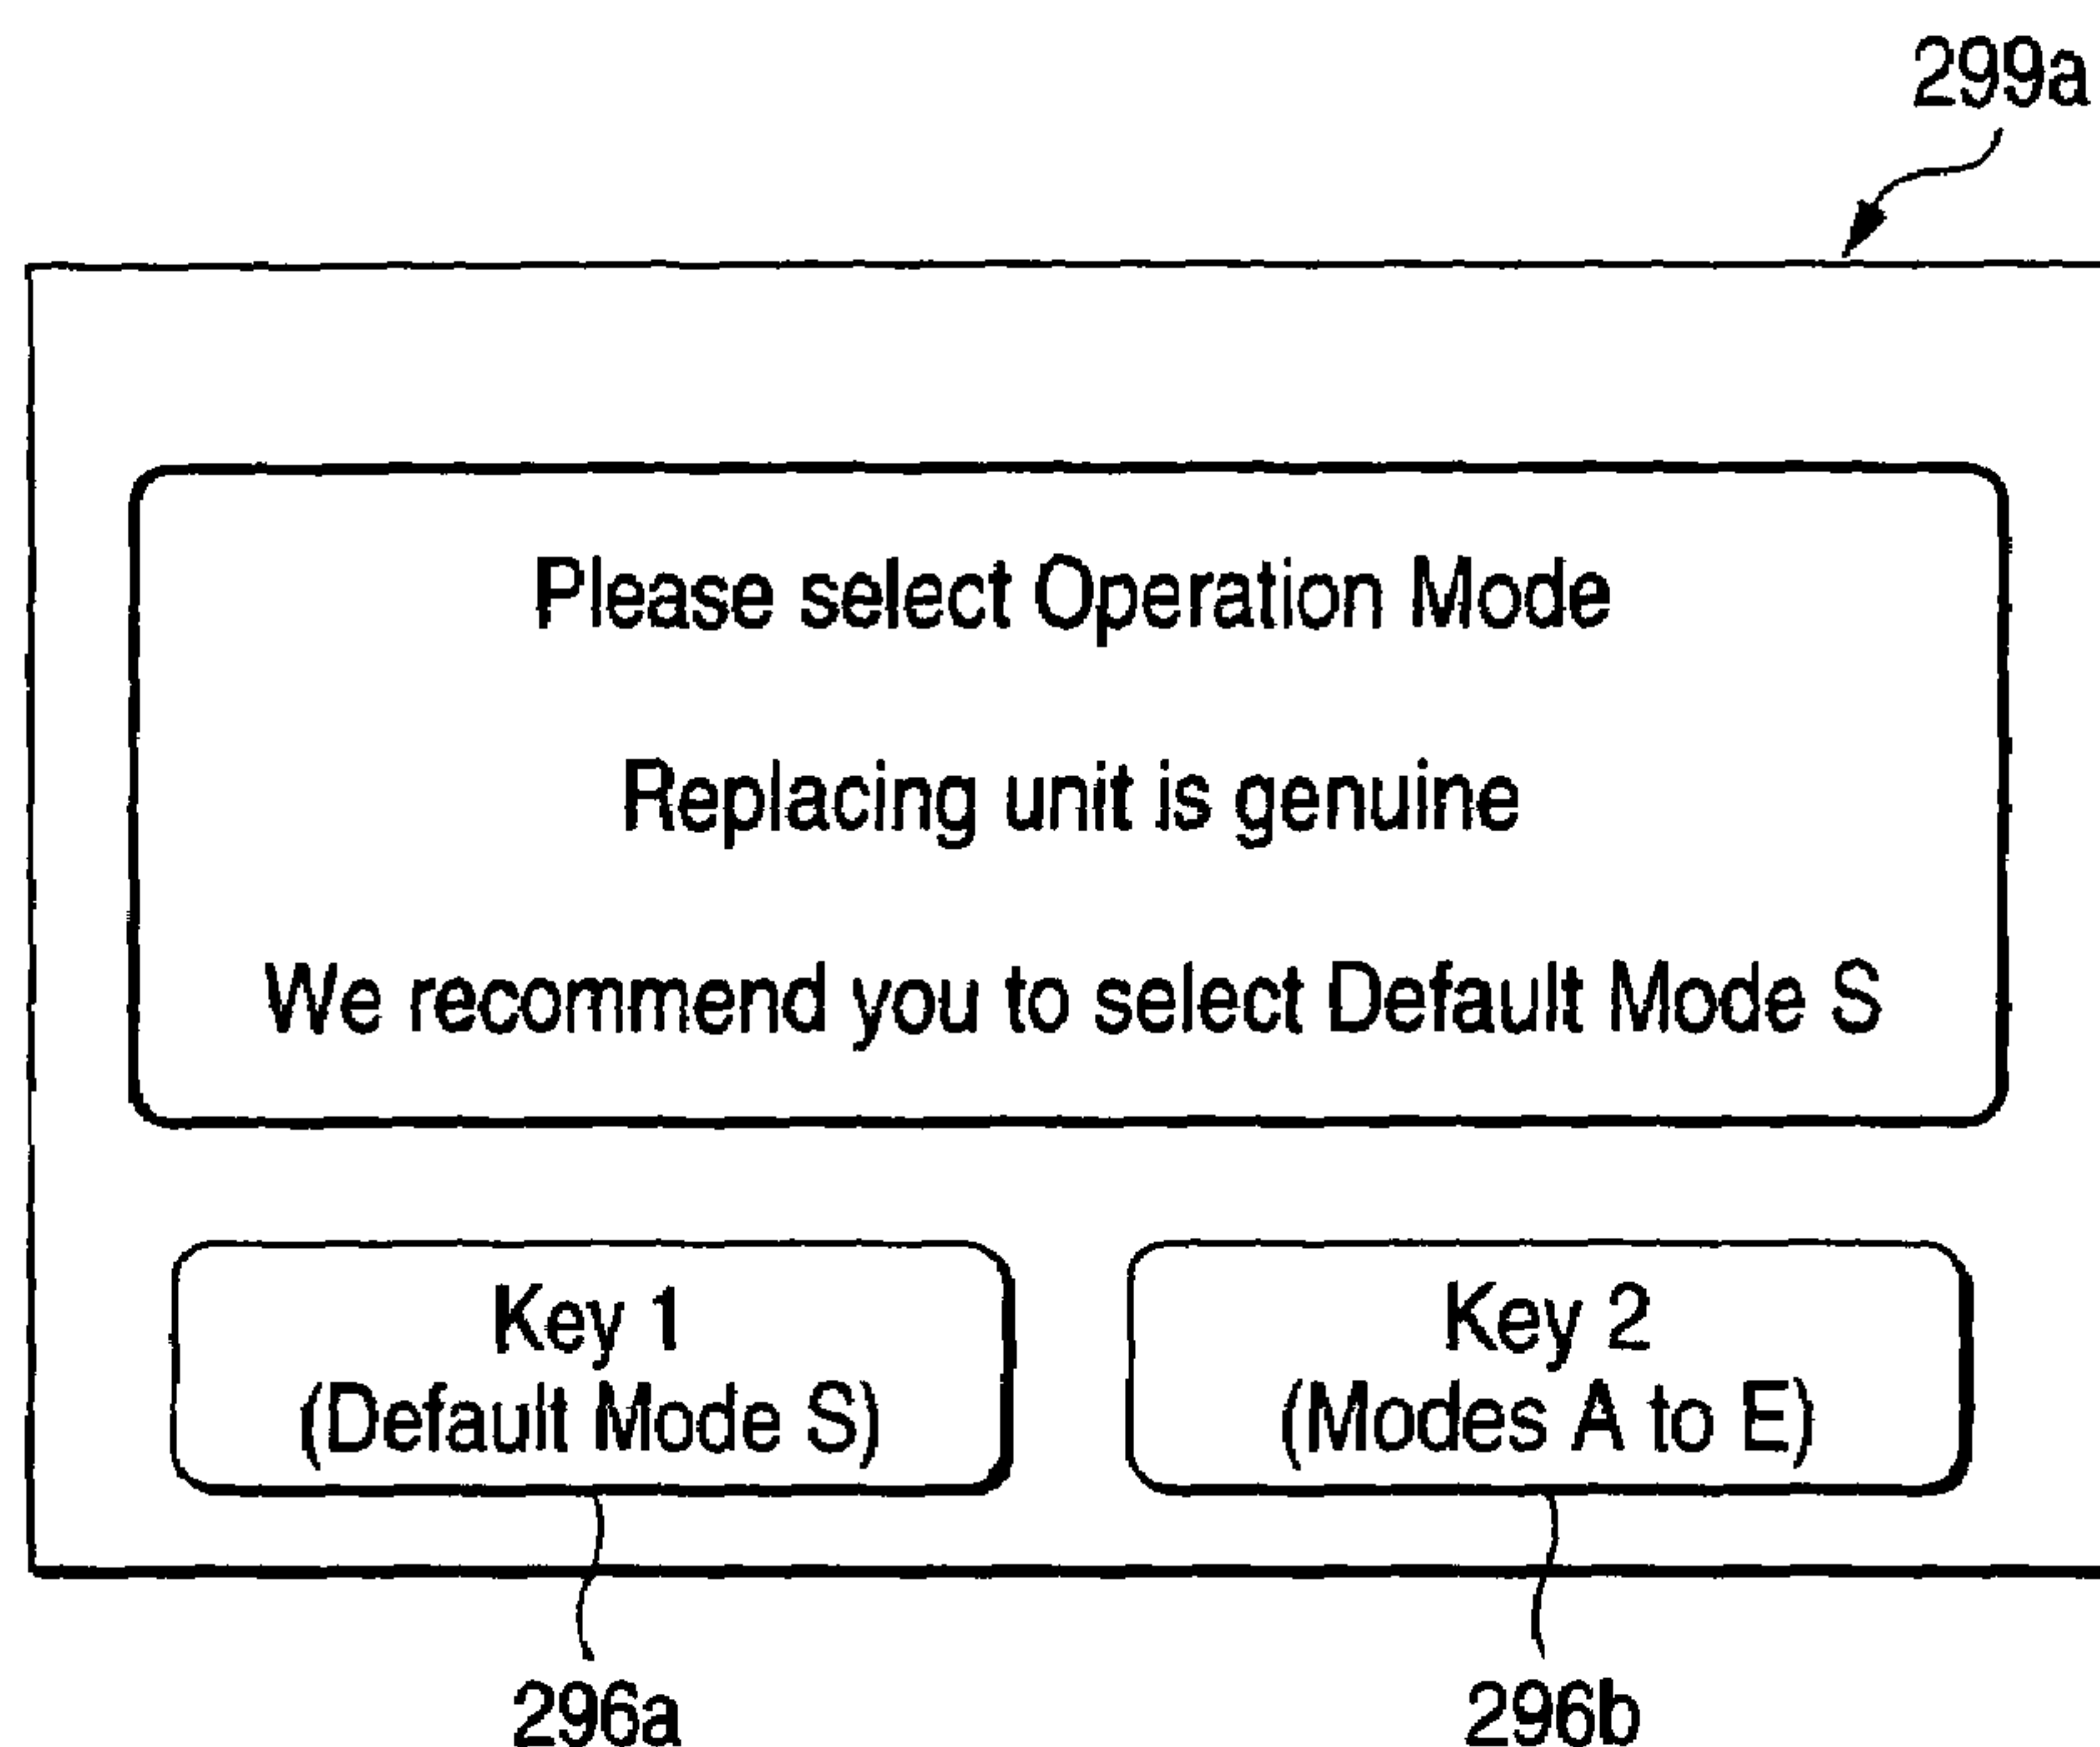 299a
Please select Operation Mode
Replacing unit is genuine
We recommend you to select Default Mode S
Key 1
(Default Mode S)
Key 2
(Modes A to E)
296a
296b